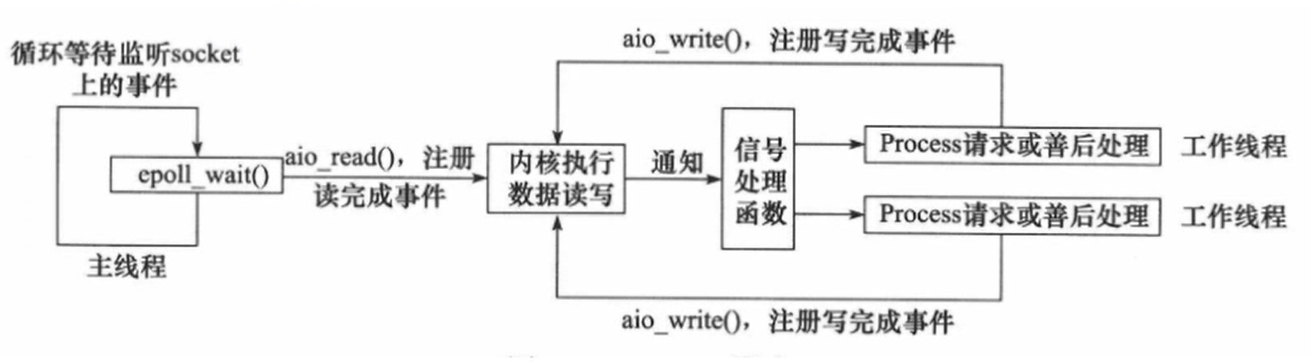 aio_write(), 注册写完成事件
循环等待监听socket
上的事件
epoll_wait()
主线程
aio_read(), 注册
读完成事件
内核执行
数据读写
通知
信号
处理
函数
Process请求或善后处理
工作线程
Process请求或善后处理
工作线程
aio_write(), 注册写完成事件